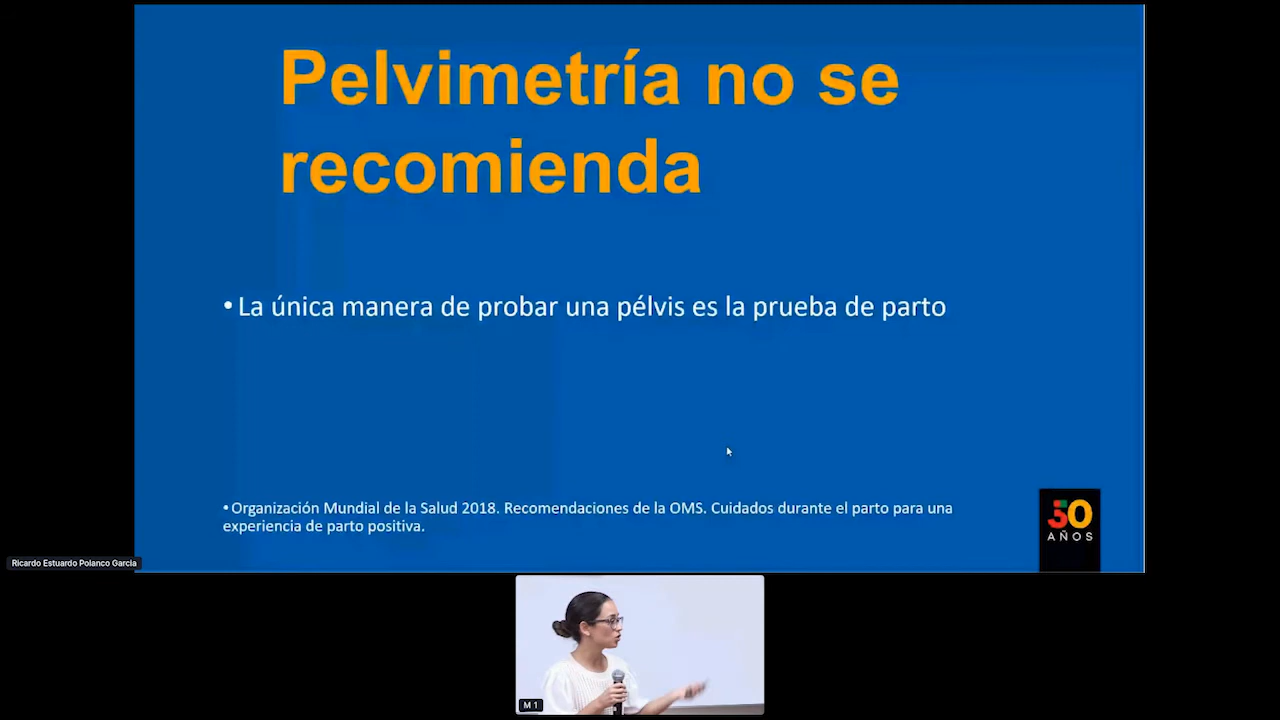 Pelvimetría no se
recomienda
• La única manera de probar una pélvis es la prueba de parto
• Organización Mundial de la Salud 2018. Recomendaciones de la OMS. Cuidados durante el parto para una
experiencia de parto positiva.
50
AÑOS
Ricardo Estuardo Polanco Garcia
M 1